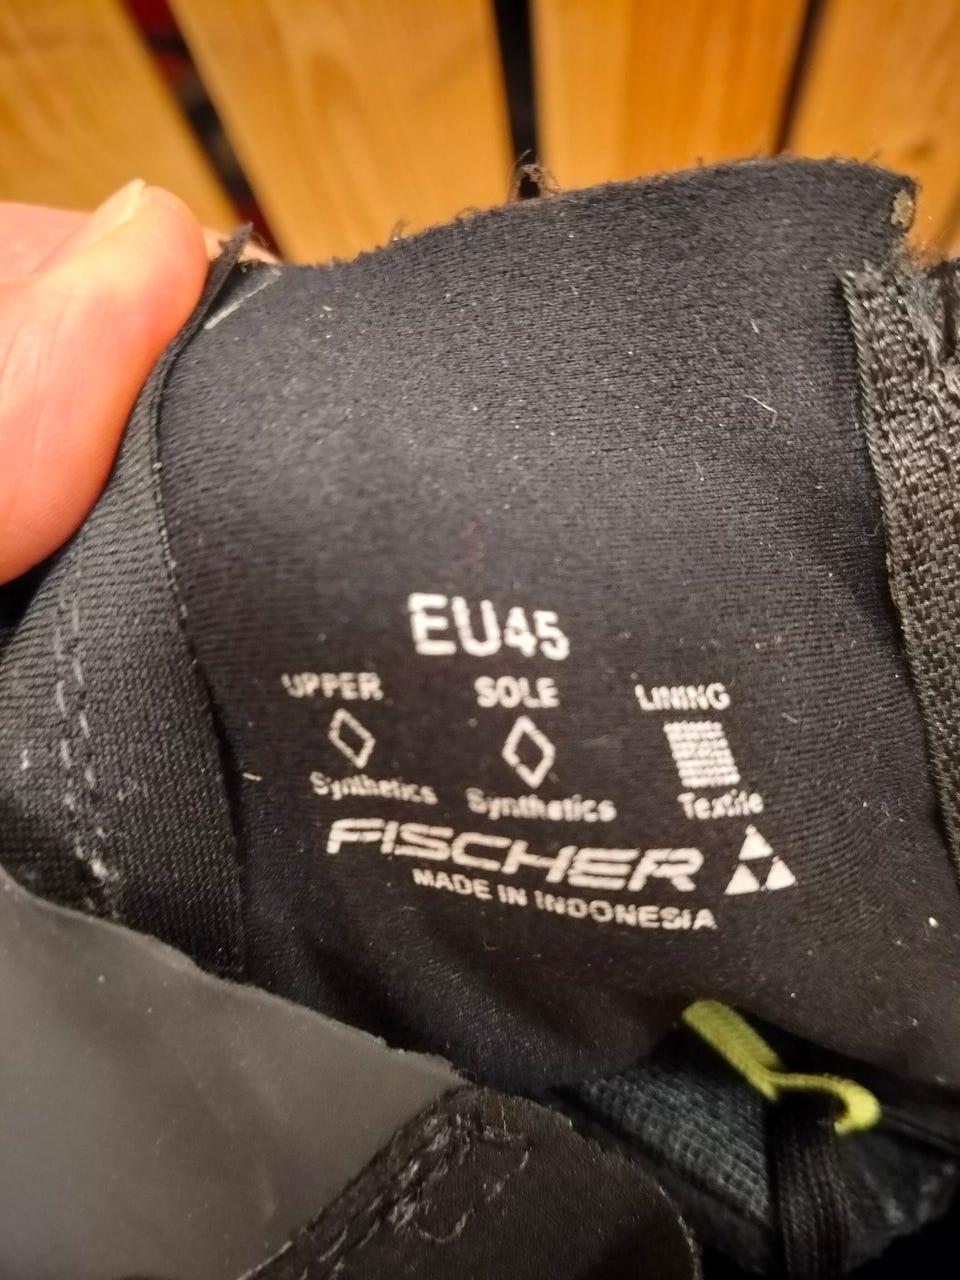 EU45
UPPER SOLE LINING
Synthetics Synthetics Textile
FISCHER
MADE IN INDONESIA